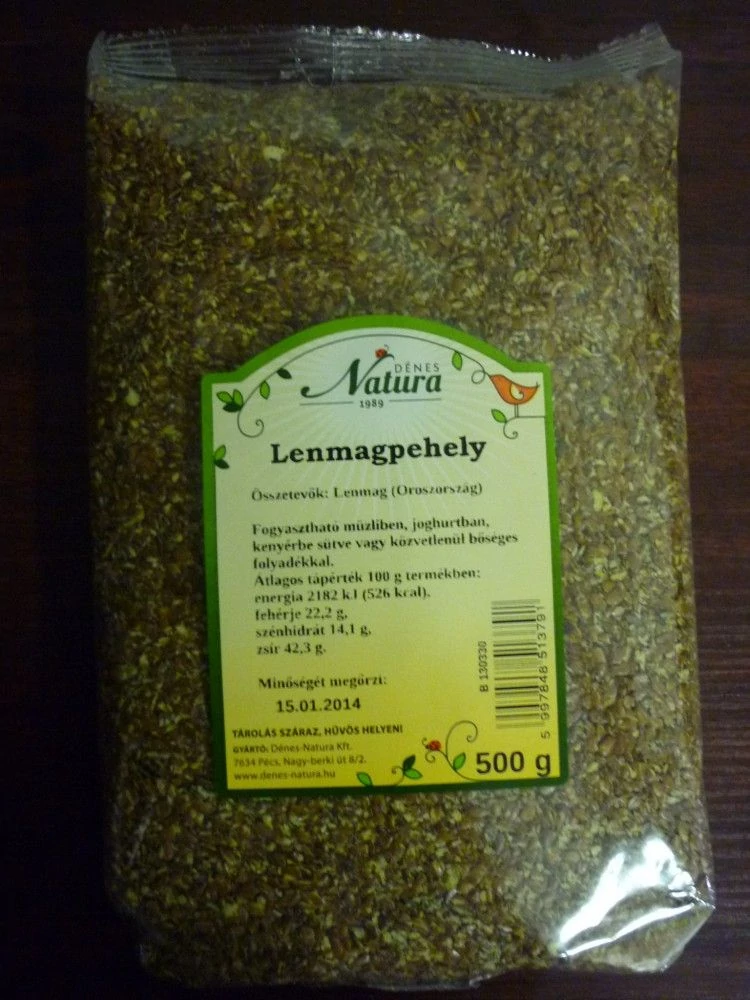 DÉNES
Natura
1989
Lenmagpehely
Összetevők: Lenmag (Oroszország)
Fogyasztható müzliben, joghurtban,
kenyérbe sütve vagy közvetlenül bőséges
folyadékkal.
Átlagos tápérték 100 g termékben:
energia 2182 kJ (526 kcal),
fehérje 22,2 g,
szénhidrát 14,1 g,
zsír 42,3 g.
Minőségét megőrzi:
15.01.2014
TÁROLÁS SZÁRAZ, HŰVÖS HELYEN!
GYÁRTÓ: Dénes-Natura Kft.
7634 Pécs, Nagy-berki út 8/2.
www.denes-natura.hu
B 130330
5 997848 513791
500 g